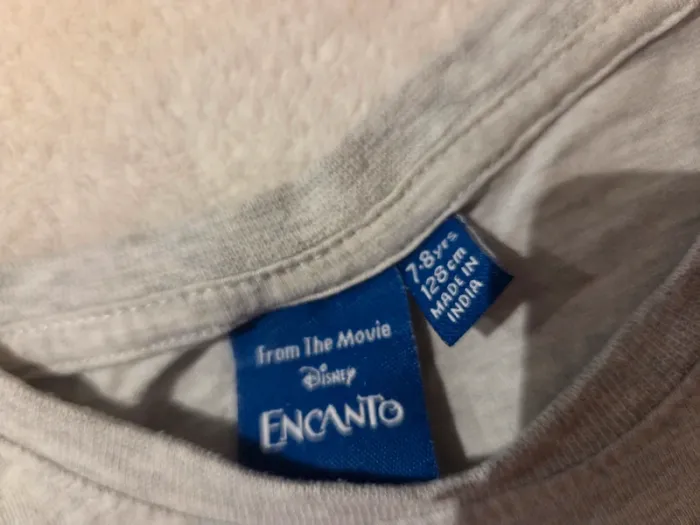 From The Movie
Disney
ENCANTO
7-8yrs
128cm
MADE IN
INDIA